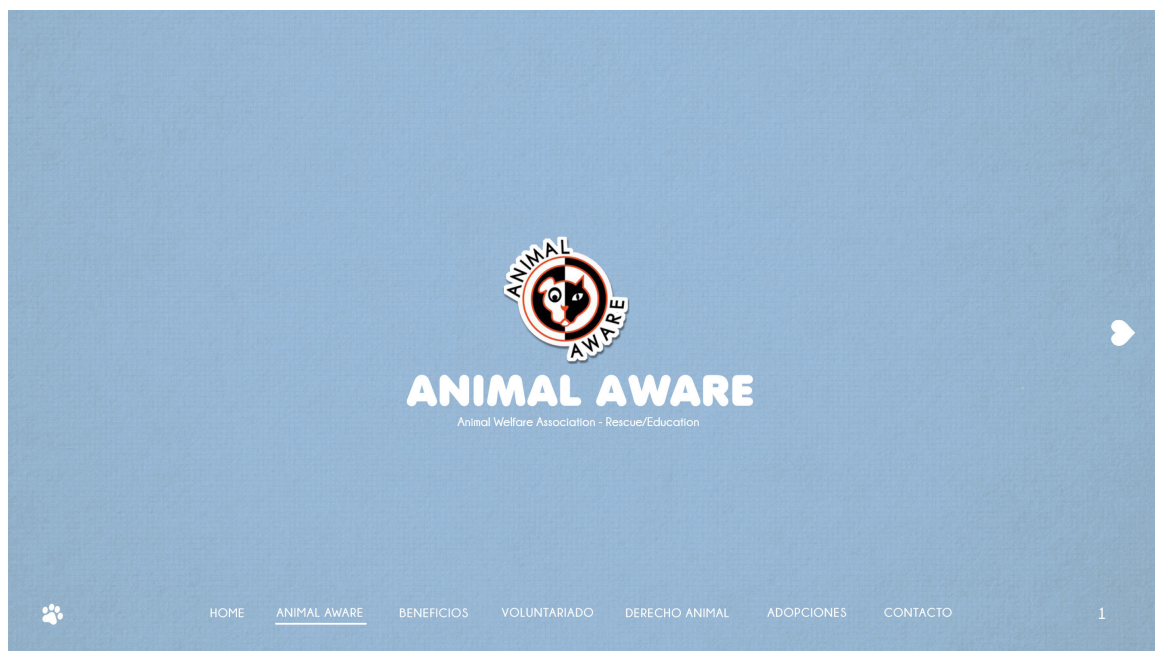 ANIMAL
AWARE
ANIMAL AWARE
Animal Welfare Association - Rescue/Education
HOME ANIMAL AWARE BENEFICIOS VOLUNTARIADO DERECHO ANIMAL ADOPCIONES CONTACTO 1